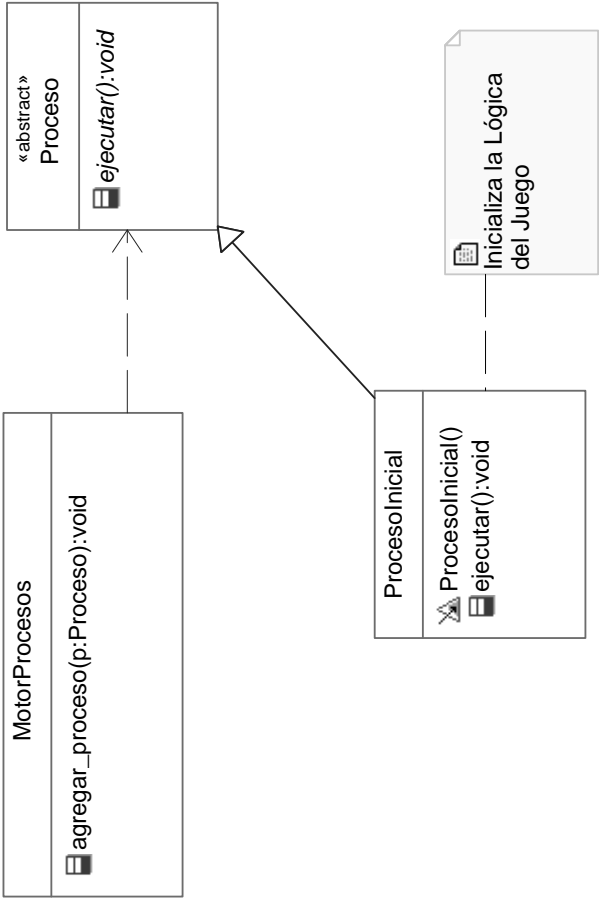 MotorProcesos
agregar_proceso(p:Proceso):void
«abstract»
Proceso
ejecutar():void
ProcesoInicial
ProcesoInicial()
ejecutar():void
Inicializa la Lógica
del Juego